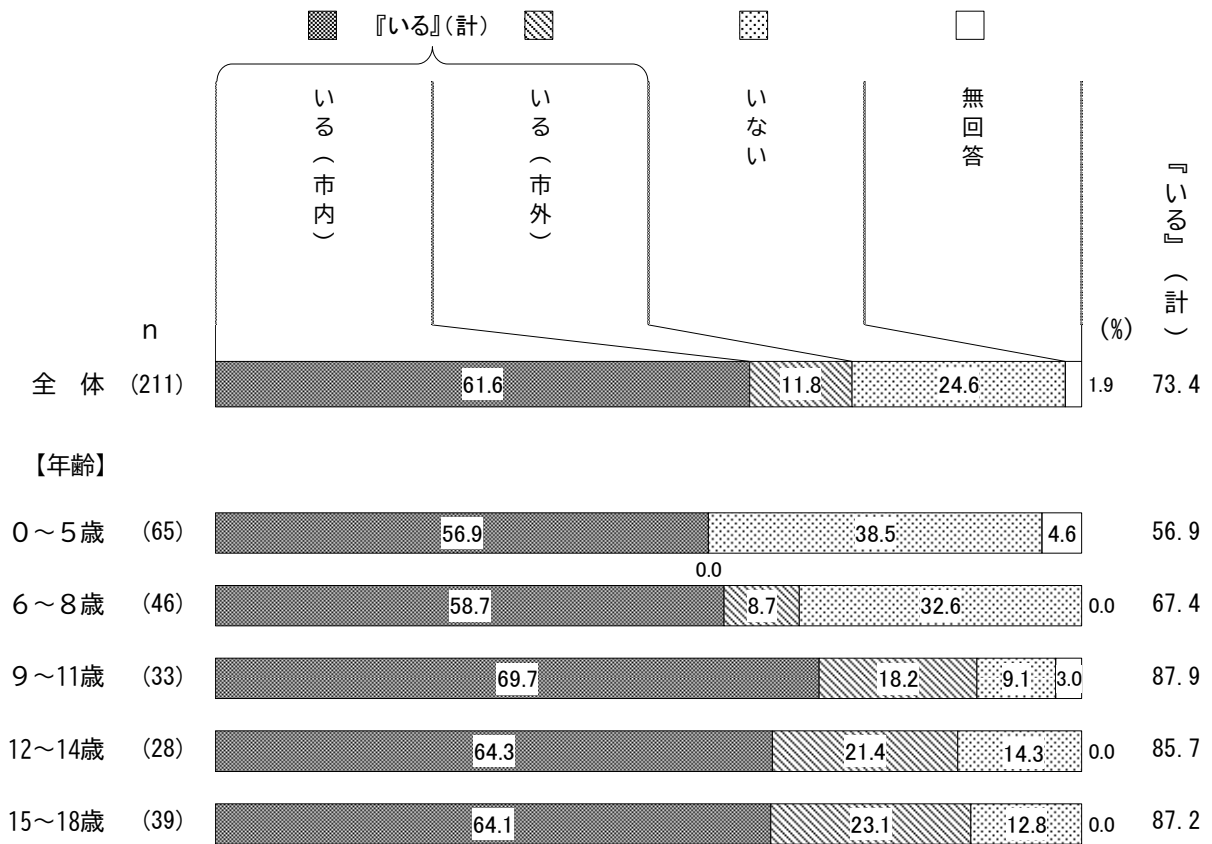 『いる』(計)
いる（市内）
いる（市外）
いない
無回答
『いる』（計）
n
(%)
全 体 (211) 61.6 11.8 24.6 1.9 73.4
【年齢】
０～５歳 (65) 56.9 38.5 4.6 56.9
0.0
６～８歳 (46) 58.7 8.7 32.6 0.0 67.4
９～11歳 (33) 69.7 18.2 9.1 3.0 87.9
12～14歳 (28) 64.3 21.4 14.3 0.0 85.7
15～18歳 (39) 64.1 23.1 12.8 0.0 87.2